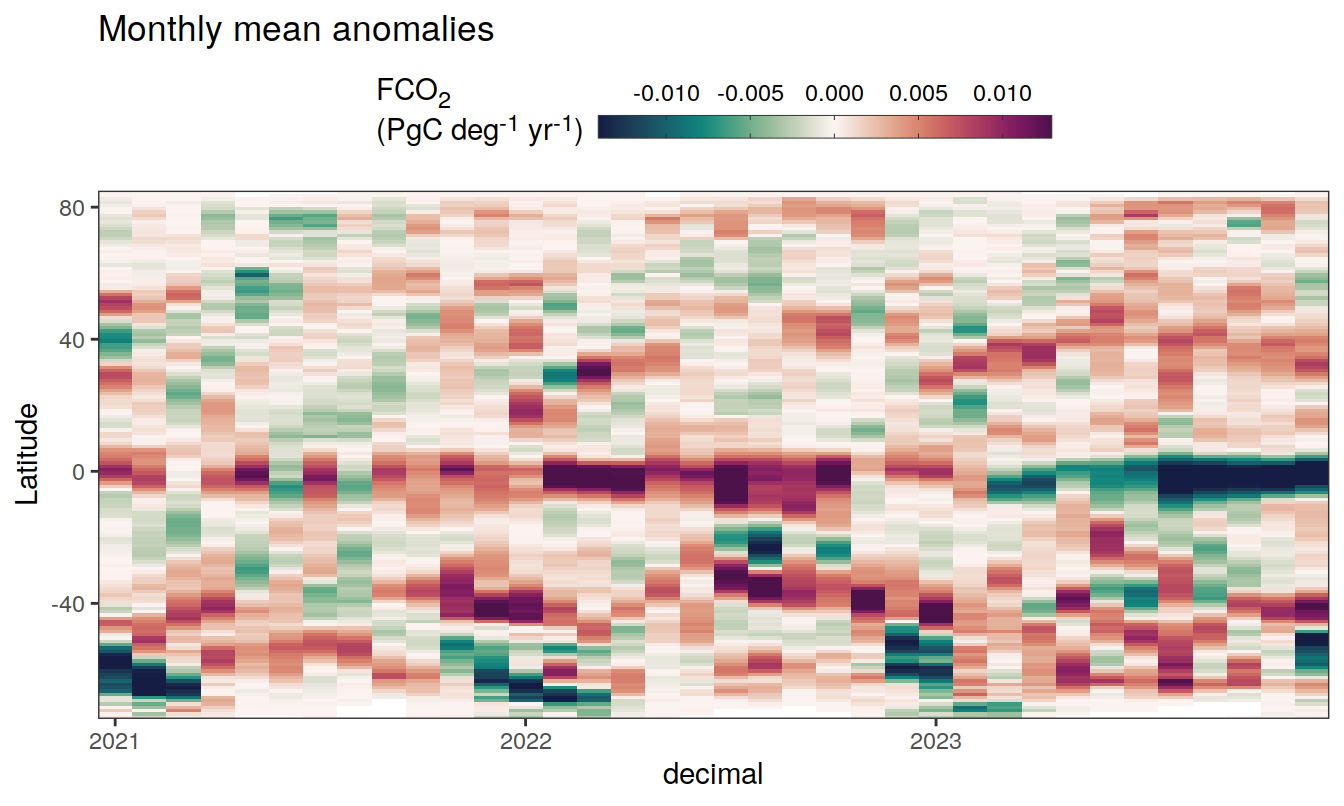 Monthly mean anomalies
FCO₂
(PgC deg⁻¹ yr⁻¹)
-0.010 -0.005 0.000 0.005 0.010
Latitude
80
40
0
-40
2021 2022 2023
decimal